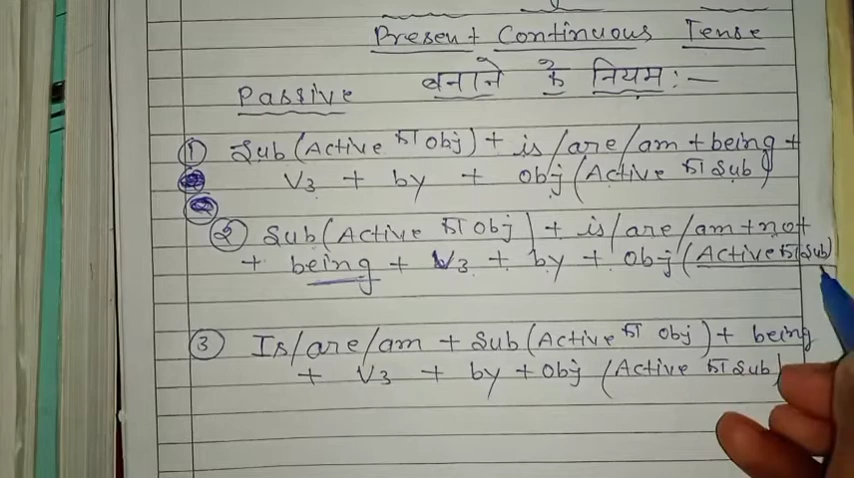 Present Continuous Tense
Passive बनाने के नियम :-
① Sub (Active का obj) + is/are/am + being +
V3 + by + obj (Active का Sub)
② Sub (Active का obj) + is/are/am + not
+ being + V3 + by + obj (Active का Sub)
③ Is/are/am + Sub (Active का obj) + being
+ V3 + by + obj (Active का Sub)